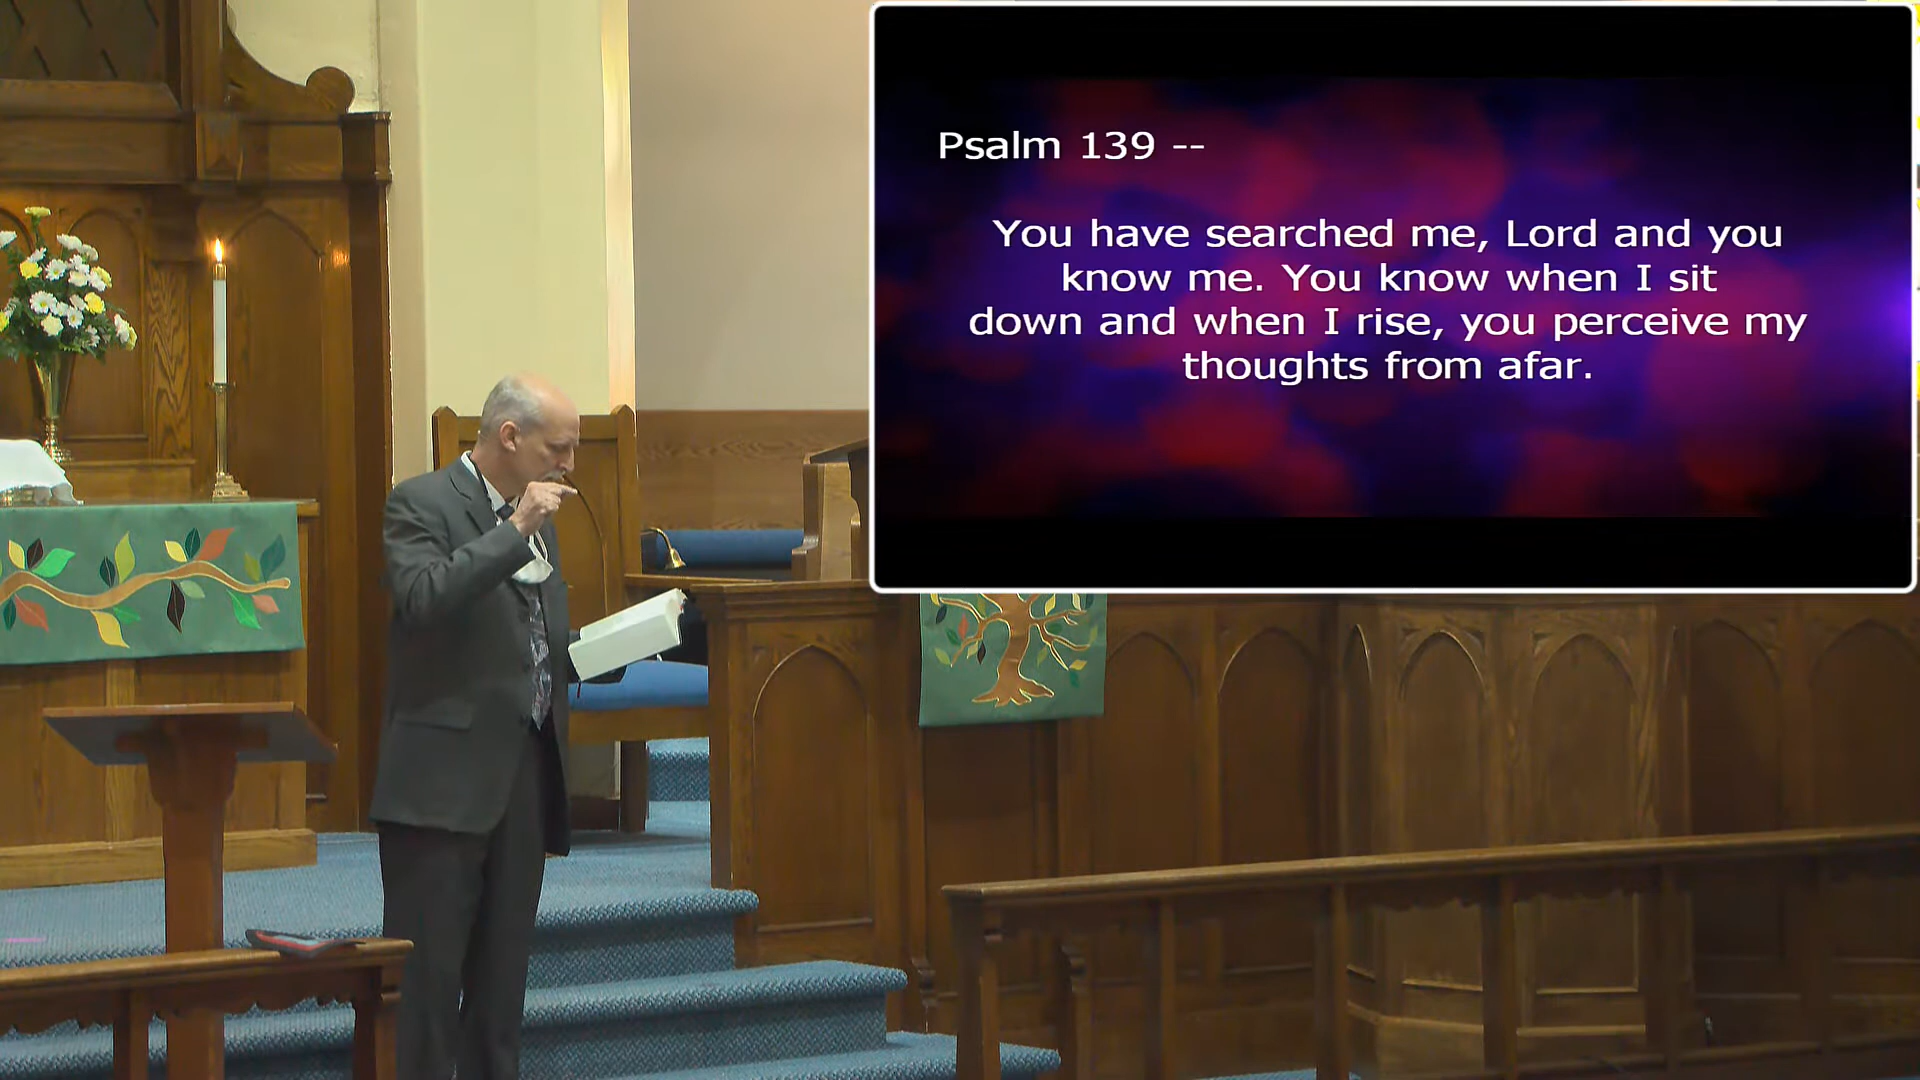 Psalm 139 --
You have searched me, Lord and you
know me. You know when I sit
down and when I rise, you perceive my
thoughts from afar.